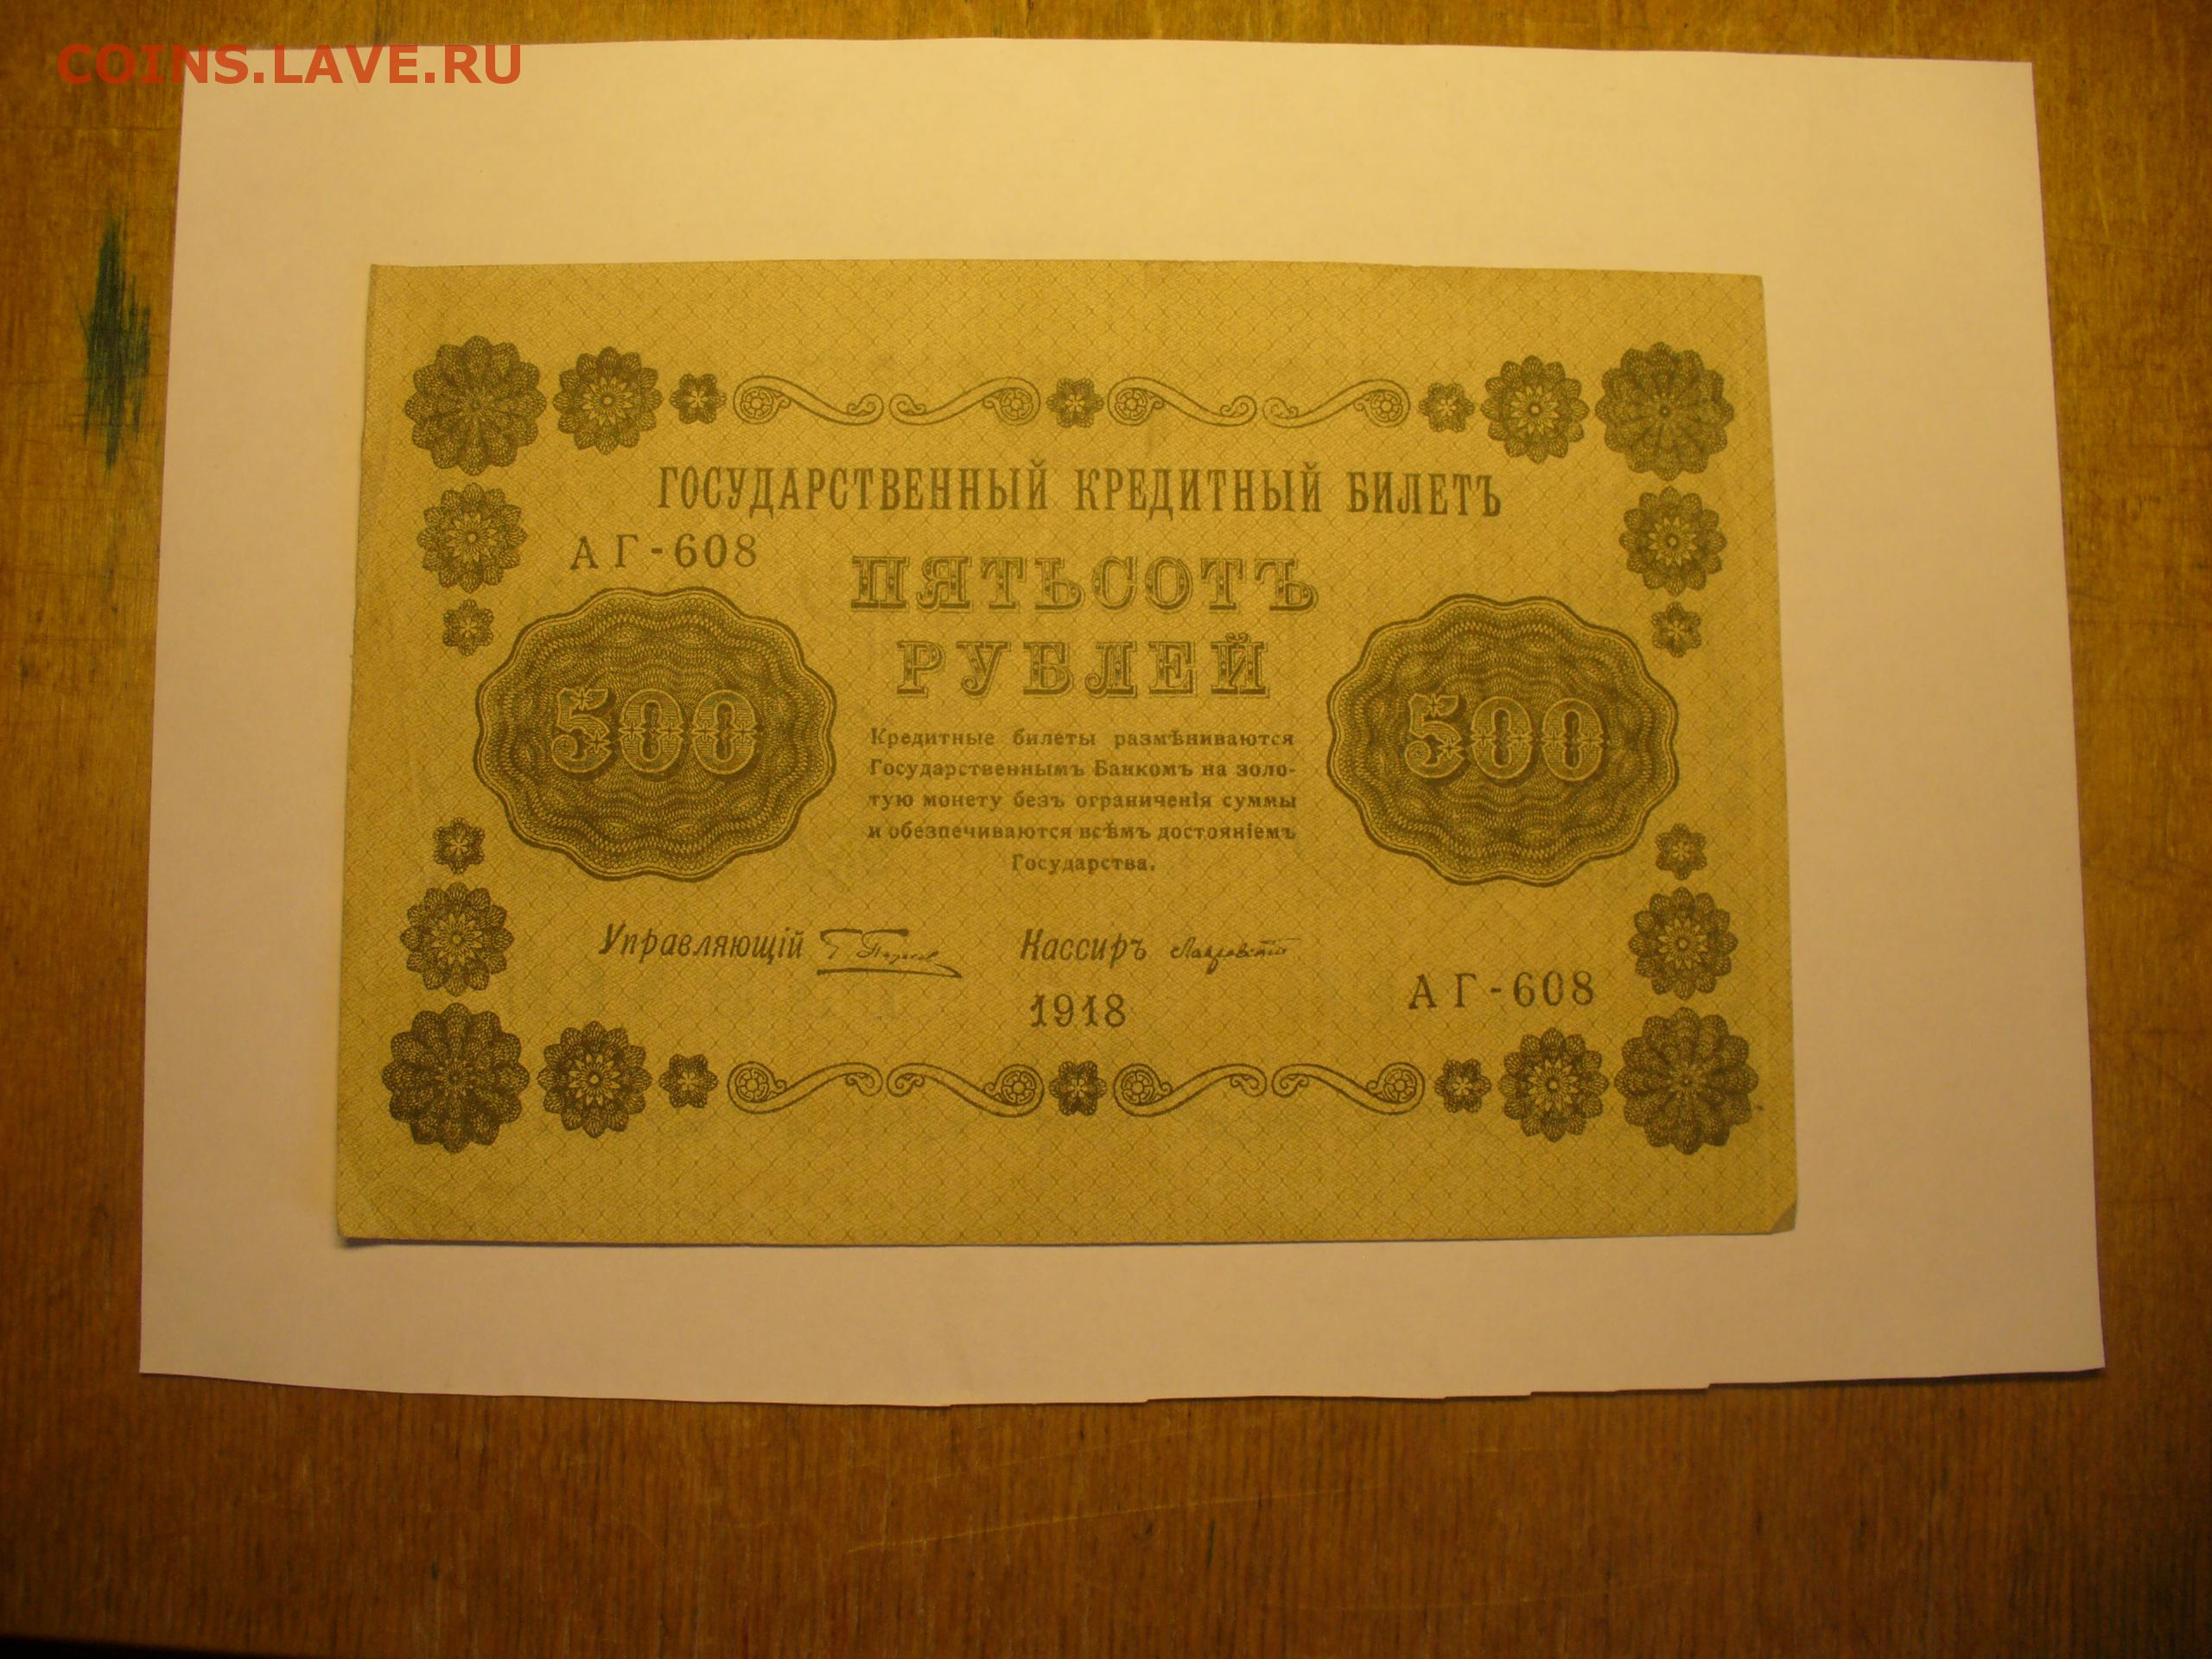 COINS.LAVE.RU
ГОСУДАРСТВЕННЫЙ КРЕДИТНЫЙ БИЛЕТЪ
АГ-608
ПЯТЬСОТЪ
РУБЛЕЙ
500
500
Кредитные билеты размѣниваются
Государственнымъ Банкомъ на золо-
тую монету безъ ограниченія суммы
и обезпечиваются всѣмъ достояніемъ
Государства.
Управляющій
Кассиръ
1918
АГ-608